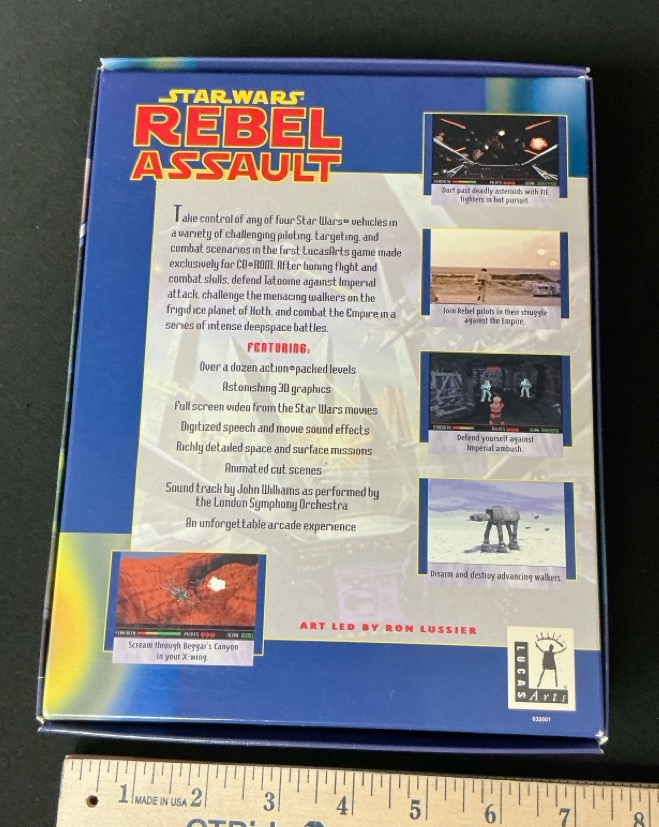 STAR WARS
REBEL
ASSAULT
Take control of any of four Star Wars® vehicles in
a variety of challenging piloting, targeting, and
combat scenarios in the first LucasArts game made
exclusively for CD-ROM. After honing flight and
combat skills, defend Tatooine against Imperial
attack, challenge the menacing walkers on the
frigid ice planet of Hoth, and combat the Empire in a
series of intense deepspace battles.
FEATURING:
Over a dozen action-packed levels
Astonishing 3D graphics
Full screen video from the Star Wars movies
Digitized speech and movie sound effects
Richly detailed space and surface missions
Animated cut scenes
Sound track by John Williams as performed by
the London Symphony Orchestra
An unforgettable arcade experience
Dart past deadly asteroids with TIE
fighters in hot pursuit.
Join Rebel pilots in their struggle
against the Empire.
Defend yourself against
Imperial ambush.
Disarm and destroy advancing walkers.
PILOTS
Scream through Beggar's Canyon
in your X-wing.
ART LED BY RON LUSSIER
LUCAS
Arts
632601
1 MADE IN USA 2 3 4 5 6 7 8